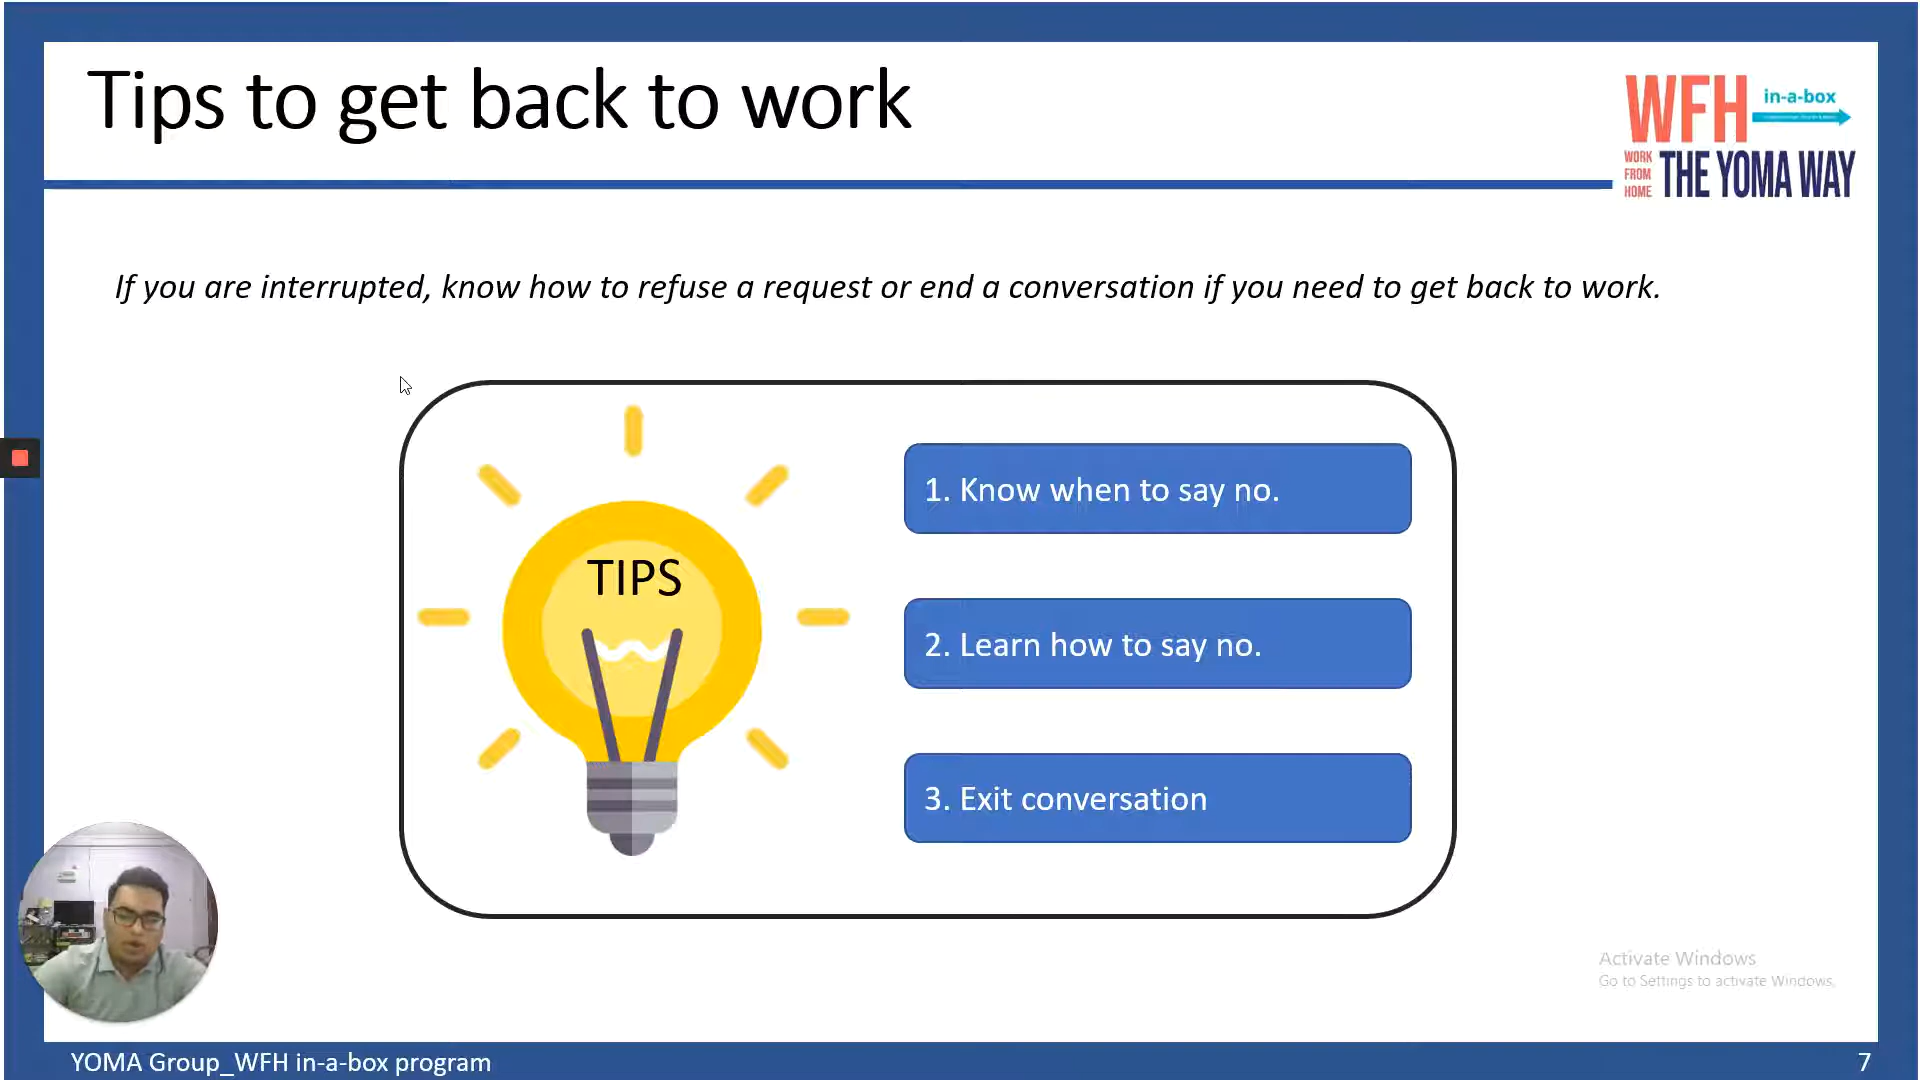 Tips to get back to work
WFH in-a-box
WORK FROM HOME THE YOMA WAY
If you are interrupted, know how to refuse a request or end a conversation if you need to get back to work.
TIPS
1. Know when to say no.
2. Learn how to say no.
3. Exit conversation
Activate Windows
Go to Settings to activate Windows.
YOMA Group_WFH in-a-box program
7